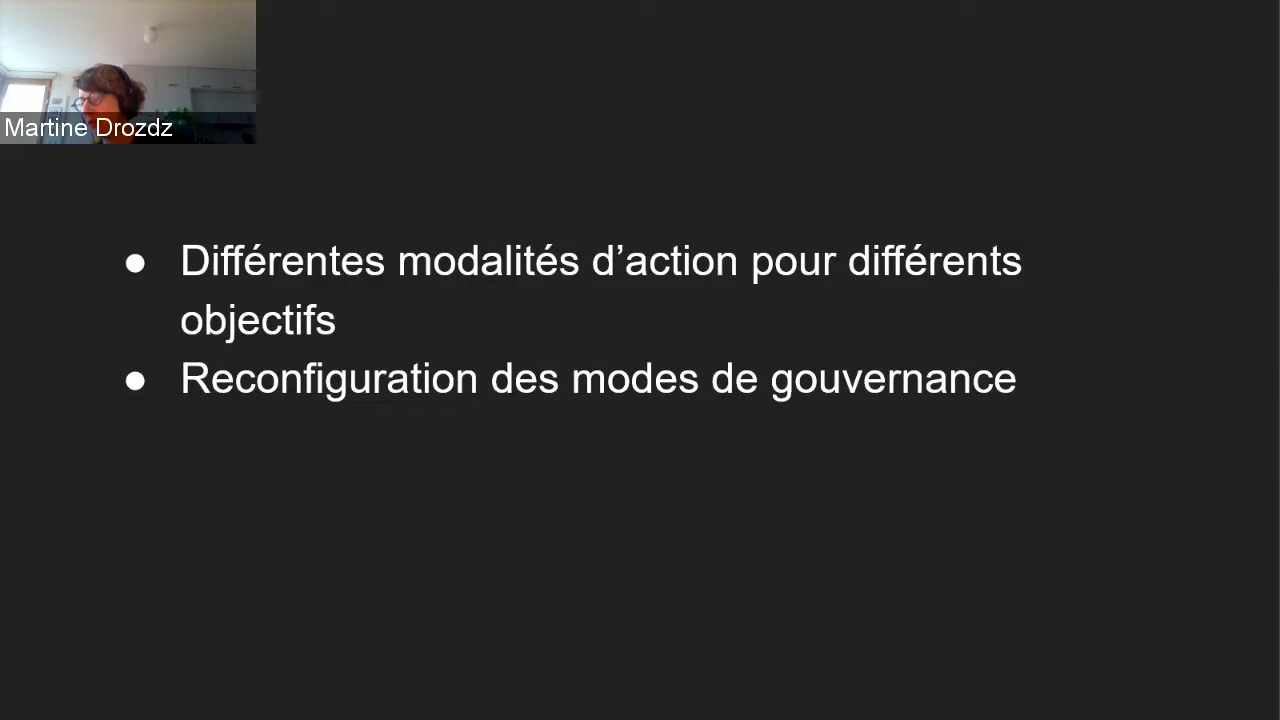 Martine Drozdz
● Différentes modalités d’action pour différents
objectifs
● Reconfiguration des modes de gouvernance